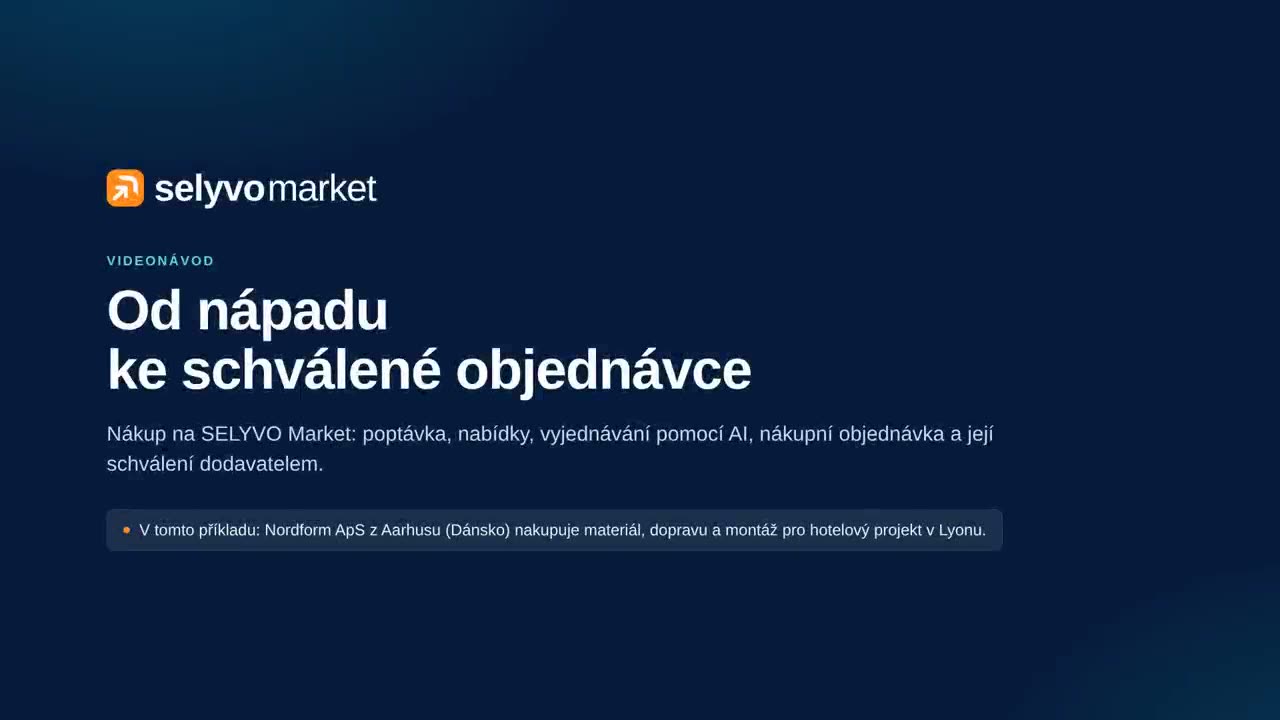 selyvomarket
VIDEONÁVOD
Od nápadu
ke schválené objednávce
Nákup na SELYVO Market: poptávka, nabídky, vyjednávání pomocí AI, nákupní objednávka a její
schválení dodavatelem.
V tomto příkladu: Nordform ApS z Aarhusu (Dánsko) nakupuje materiál, dopravu a montáž pro hotelový projekt v Lyonu.